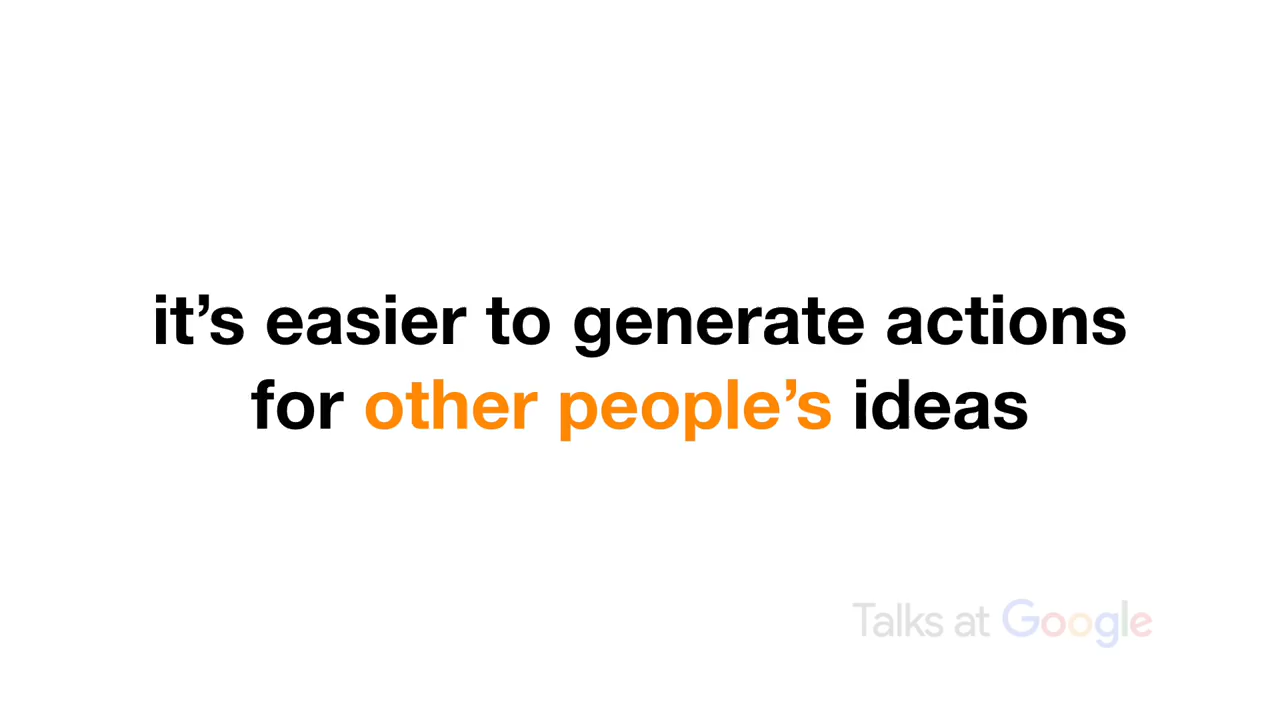 it’s easier to generate actions
for other people’s ideas
Talks at Google